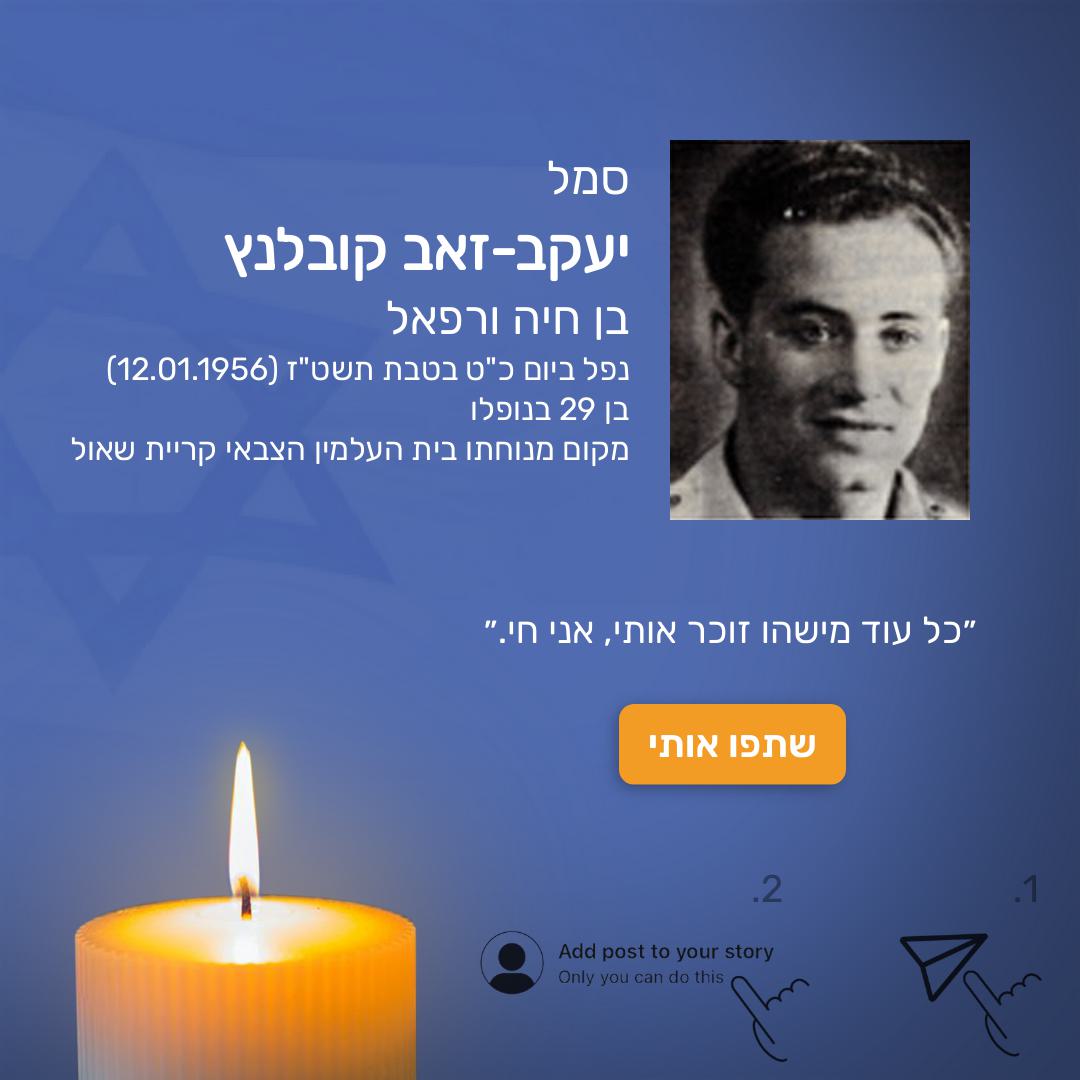 סמל
יעקב-זאב קובלנץ
בן חיה ורפאל
נפל ביום כ"ט בטבת תשט"ז (12.01.1956)
בן 29 בנופלו
מקום מנוחתו בית העלמין הצבאי קריית שאול
״כל עוד מישהו זוכר אותי, אני חי.״
שתפו אותי
.1
.2
Add post to your story
Only you can do this